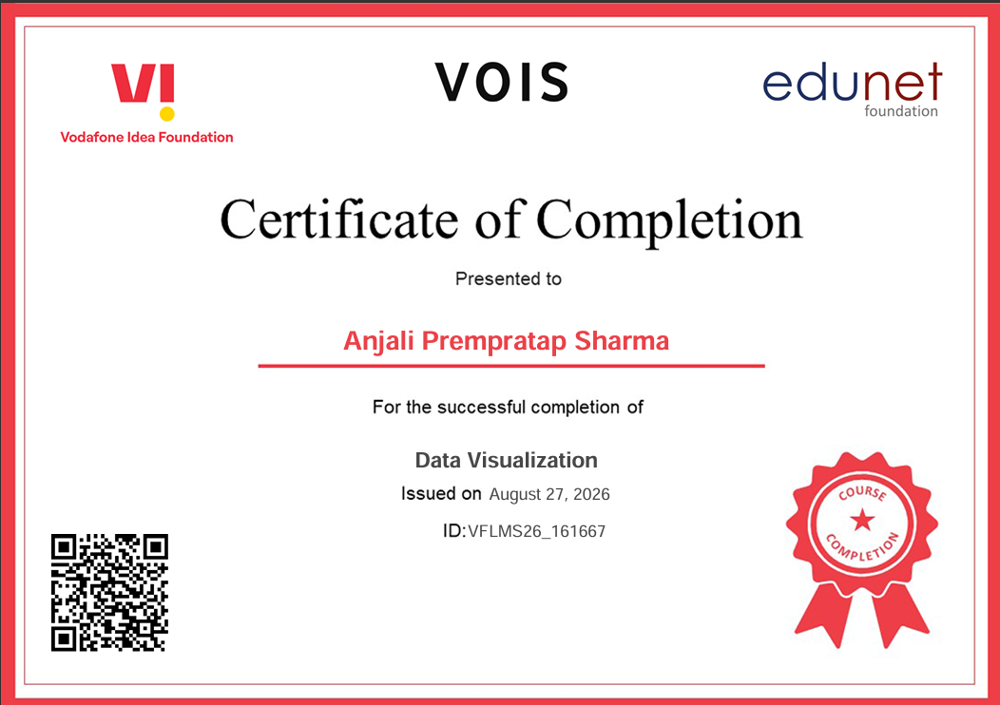 VI
Vodafone Idea Foundation
VOIS
edunet
foundation
Certificate of Completion
Presented to
Anjali Prempratap Sharma
For the successful completion of
Data Visualization
Issued on August 27, 2026
ID:VFLMS26_161667
COURSE
COMPLETION